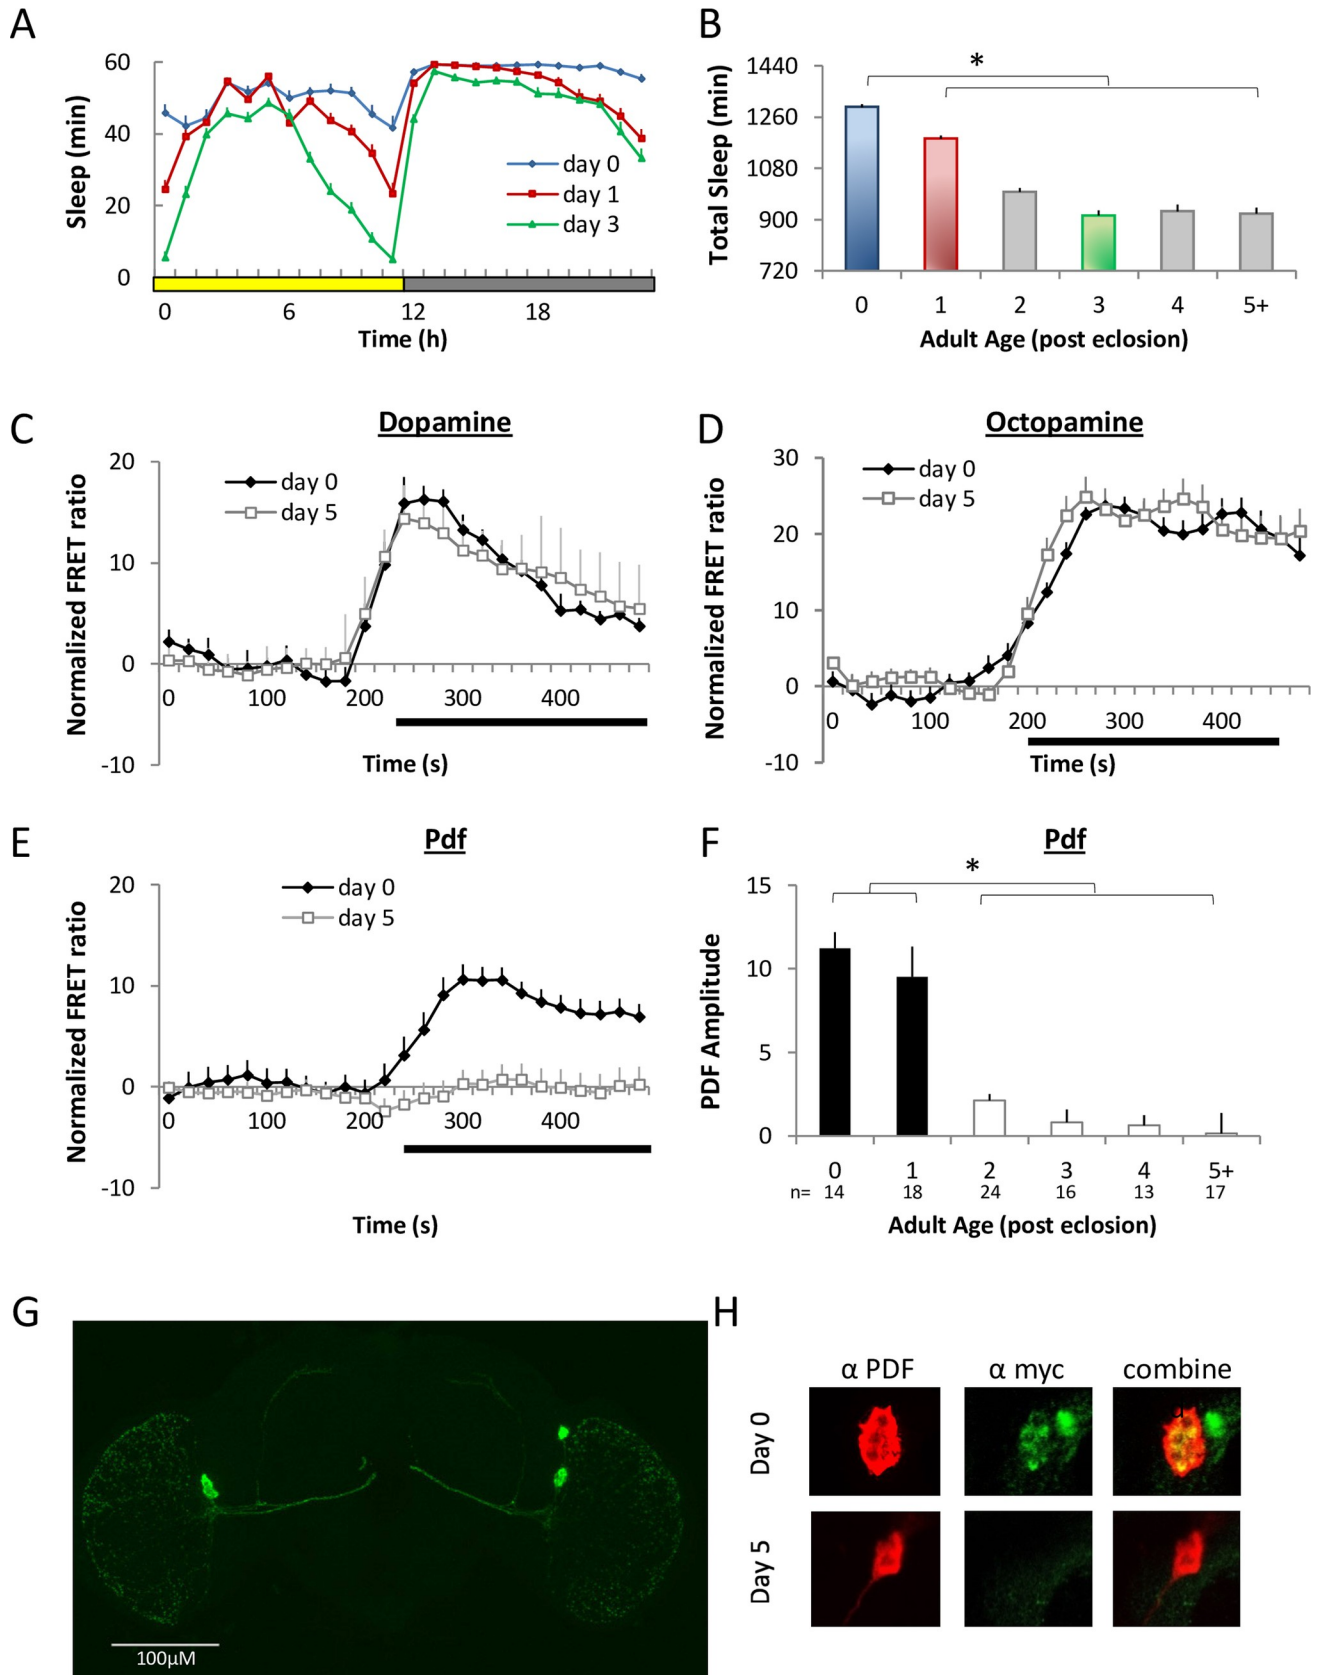 A
60
40
20
0
Sleep (min)
day 0
day 1
day 3
0 6 12 18
Time (h)
B
1440
1260
1080
900
720
Total Sleep (min)
*
0 1 2 3 4 5+
Adult Age (post eclosion)
C
Dopamine
20
10
0
-10
Normalized FRET ratio
day 0
day 5
0 100 200 300 400
Time (s)
D
Octopamine
30
20
10
0
-10
Normalized FRET ratio
day 0
day 5
0 100 200 300 400
Time (s)
E
Pdf
20
10
0
-10
Normalized FRET ratio
day 0
day 5
0 100 200 300 400
Time (s)
F
Pdf
15
10
5
0
PDF Amplitude
*
0 1 2 3 4 5+
n= 14 18 24 16 13 17
Adult Age (post eclosion)
G
100µM
H
α PDF α myc combine
d
Day 0
Day 5